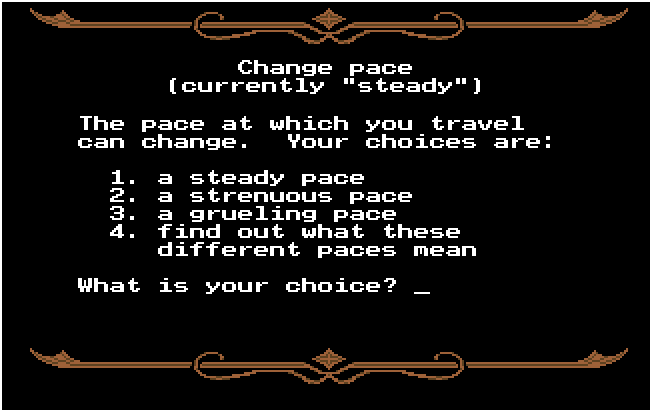 Change pace
(currently "steady")
The pace at which you travel
can change.  Your choices are:
1. a steady pace
2. a strenuous pace
3. a grueling pace
4. find out what these
different paces mean
What is your choice? _